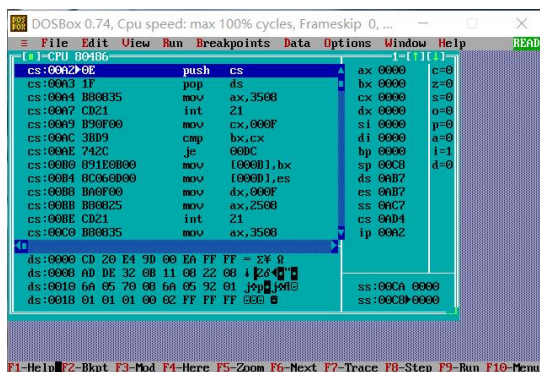 DOSBox 0.74, Cpu speed: max 100% cycles, Frameskip 0, ...
≡ File Edit View Run Breakpoints Data Options Window Help READ
[■]-CPU 80486 1=[↑][↓]
cs:00A2▶0E push cs ax 0000 c=0
cs:00A3 1F pop ds bx 0000 z=0
cs:00A4 B80835 mov ax,3508 cx 0000 s=0
cs:00A7 CD21 int 21 dx 0000 o=0
cs:00A9 B90F00 mov cx,000F si 0000 p=0
cs:00AC 3BD9 cmp bx,cx di 0000 a=0
cs:00AE 742C je 00DC bp 0000 i=1
cs:00B0 891E0B00 mov [000B],bx sp 00C8 d=0
cs:00B4 8C060D00 mov [000D],es ds 0AB7
cs:00B8 BA0F00 mov dx,000F es 0AB7
cs:00BB B80825 mov ax,2508 ss 0AC7
cs:00BE CD21 int 21 cs 0AD4
cs:00C0 B80835 mov ax,3508 ip 00A2
ds:0000 CD 20 E4 9D 00 EA FF FF = Σ¥ Ω
ds:0008 AD DE 32 0B 11 08 22 08
ds:0010 6A 05 70 08 6A 05 92 01 ss:00CA 0000
ds:0018 01 01 01 00 02 FF FF FF ss:00C8▶0000
F1-Help F2-Bkpt F3-Mod F4-Here F5-Zoom F6-Next F7-Trace F8-Step F9-Run F10-Menu